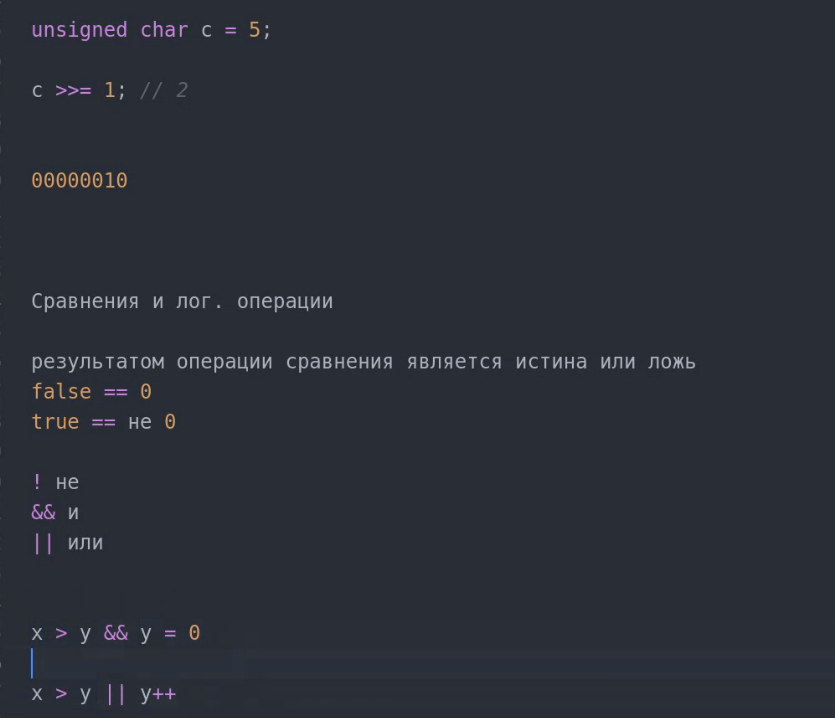 unsigned char c = 5;
c >>= 1; // 2
00000010
Сравнения и лог. операции
результатом операции сравнения является истина или ложь
false == 0
true == не 0
! не
&& и
|| или
x > y && y = 0
x > y || y++